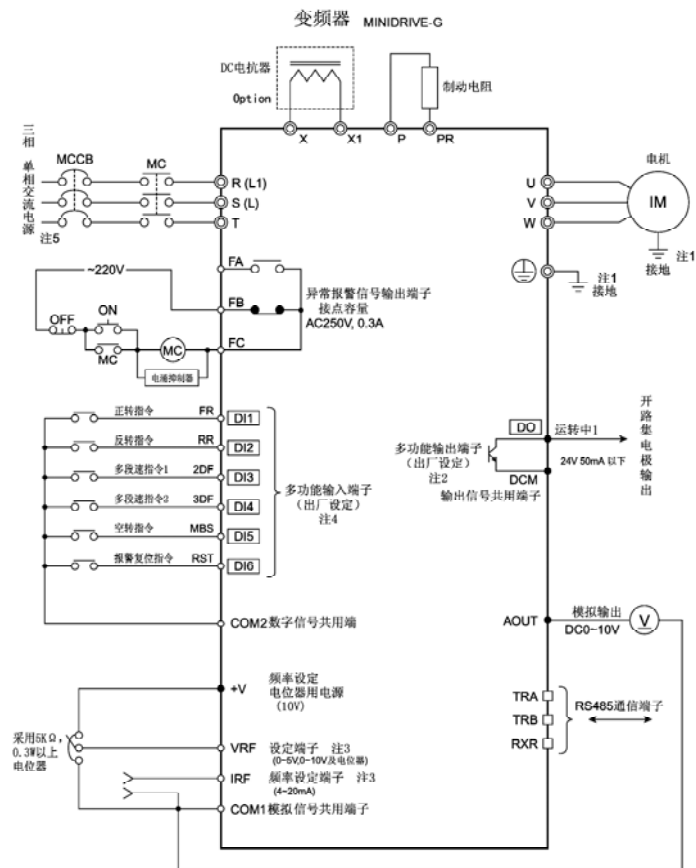 变频器 MINIDRIVE-G
DC电抗器
Option
制动电阻
X
X1
P
PR
三相
单相交流电源
注5
MCCB
MC
R (L1)
S (L)
T
U
V
W
电机
IM
注1
接地
注1
接地
~220V
OFF
ON
MC
MC
电涌抑制器
FA
FB
FC
异常报警信号输出端子
接点容量
AC250V, 0.3A
正转指令 FR DI1
反转指令 RR DI2
多段速指令1 2DF DI3
多段速指令2 3DF DI4
空转指令 MBS DI5
报警复位指令 RST DI6
多功能输入端子
(出厂设定)
注4
多功能输出端子
(出厂设定)
注2
DO
运转中1
24V 50mA 以下
DCM
输出信号共用端子
开路集电极输出
COM2数字信号共用端
AOUT
模拟输出
DC0~10V
V
+V
频率设定
电位器用电源
(10V)
采用5KΩ,
0.3W以上
电位器
VRF 设定端子 注3
(0~5V,0~10V及电位器)
IRF 频率设定端子 注3
(4~20mA)
COM1模拟信号共用端子
TRA
TRB
RXR
RS485通信端子